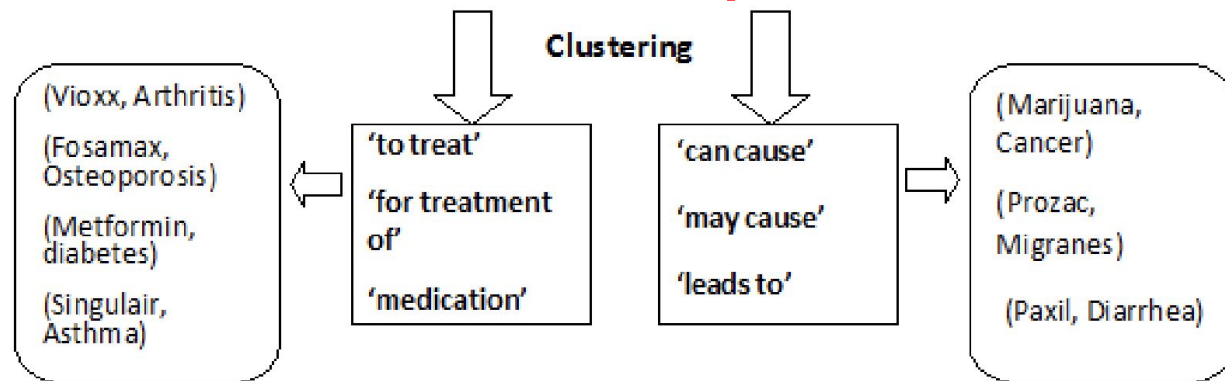 Clustering
(Vioxx, Arthritis)
(Fosamax,
Osteoporosis)
(Metformin,
diabetes)
(Singulair,
Asthma)
‘to treat’
‘for treatment
of’
‘medication’
‘can cause’
‘may cause’
‘leads to’
(Marijuana,
Cancer)
(Prozac,
Migranes)
(Paxil, Diarrhea)